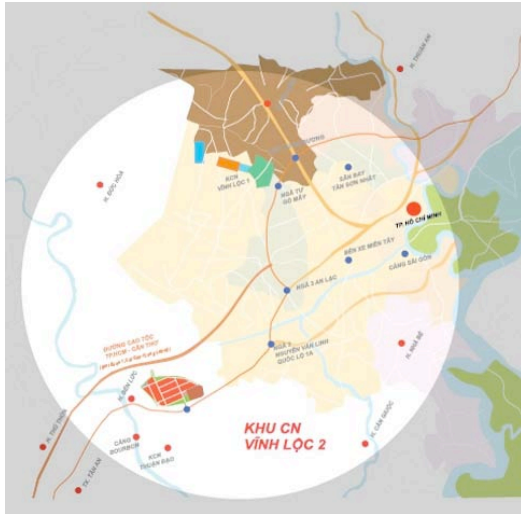 H. THUẬN AN
SÂN BAY
TÂN SƠN NHẤT
KCN
VĨNH LỘC 1
NGÃ TƯ
GÒ MÂY
H. ĐỨC HÒA
TP. HỒ CHÍ MINH
BẾN XE MIỀN TÂY
CẢNG SÀI GÒN
NGÃ 3 AN LẠC
ĐƯỜNG CAO TỐC
TP.HCM - CẦN THƠ
NGÃ 3
NGUYỄN VĂN LINH
QUỐC LỘ 1A
H. NHÀ BÈ
H. BẾN LỨC
H. THỦ THỪA
CẢNG
BOURBON
KCN
THUẬN ĐẠO
TX. TÂN AN
H. CẦN GIUỘC
KHU CN
VĨNH LỘC 2